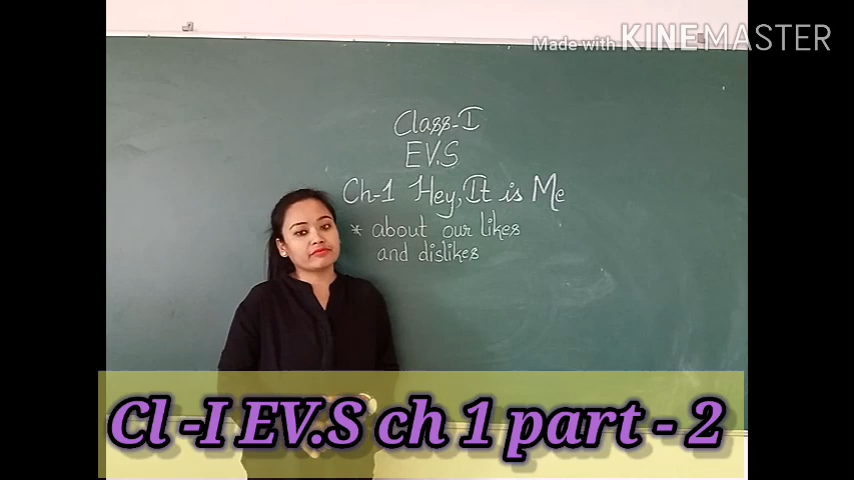 Made with KINEMASTER
Class-I
EV.S
Ch-1 Hey, It is Me
* about our likes
and dislikes
Cl -I EV.S ch 1 part - 2